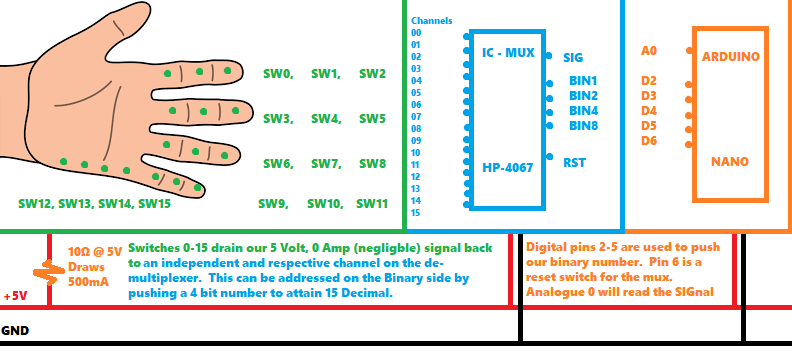 SW0, SW1, SW2
SW3, SW4, SW5
SW6, SW7, SW8
SW12, SW13, SW14, SW15
SW9, SW10, SW11
Channels
00
01
02
03
04
05
06
07
08
09
10
11
12
13
14
15
IC - MUX
HP-4067
SIG
BIN1
BIN2
BIN4
BIN8
RST
A0
D2
D3
D4
D5
D6
ARDUINO
NANO
10Ω @ 5V
Draws
500mA
+5V
GND
Switches 0-15 drain our 5 Volt, 0 Amp (neglgble) signal back
to an independent and respective channel on the de-
multiplexer. This can be addressed on the Binary side by
pushing a 4 bit number to attain 15 Decimal.
Digital pins 2-5 are used to push
our binary number. Pin 6 is a
reset switch for the mux.
Analogue 0 will read the SIGnal